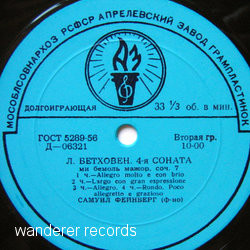 МОСОБЛСОВНАРХОЗ РСФСР АПРЕЛЕВСКИЙ ЗАВОД ГРАМПЛАСТИНОК
АЗ
ДОЛГОИГРАЮЩАЯ
33 ⅓ об. в мин.
ГОСТ 5289-56
Вторая гр.
Д—06321
10-00
Л. БЕТХОВЕН. 4-я СОНАТА
ми бемоль мажор, соч. 7
1 ч.—Allegro molto e con brio
2 ч.—Largo con gran espressione
3 ч.—Allegro, 4 ч.—Rondo. Poco
allegretto a grazioso
САМУИЛ ФЕЙНБЕРГ (ф-но)
wanderer records